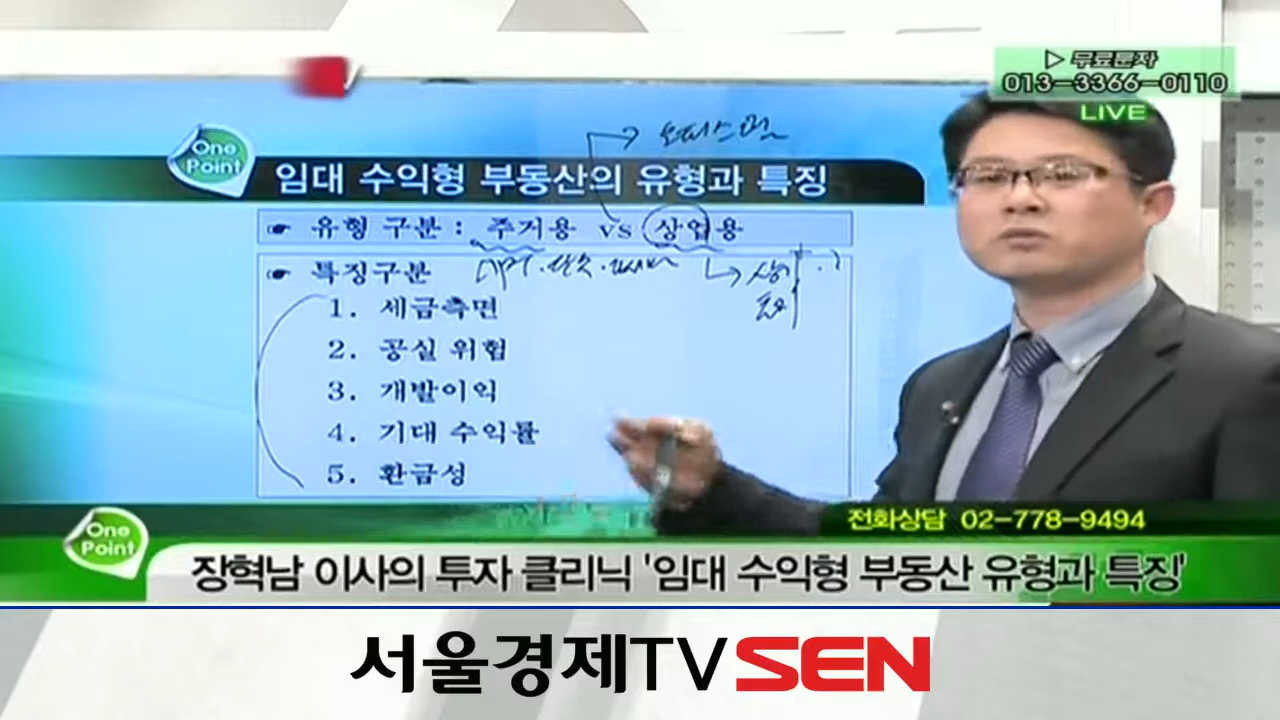 ▷ 무료문자
013-3366-0110
LIVE
One Point
임대 수익형 부동산의 유형과 특징
☞ 유형 구분 : 주거용 vs 상업용
☞ 특징구분
1. 세금측면
2. 공실 위험
3. 개발이익
4. 기대 수익률
5. 환금성
전화상담 02-778-9494
One Point
장혁남 이사의 투자 클리닉 '임대 수익형 부동산 유형과 특징'
서울경제TV SEN